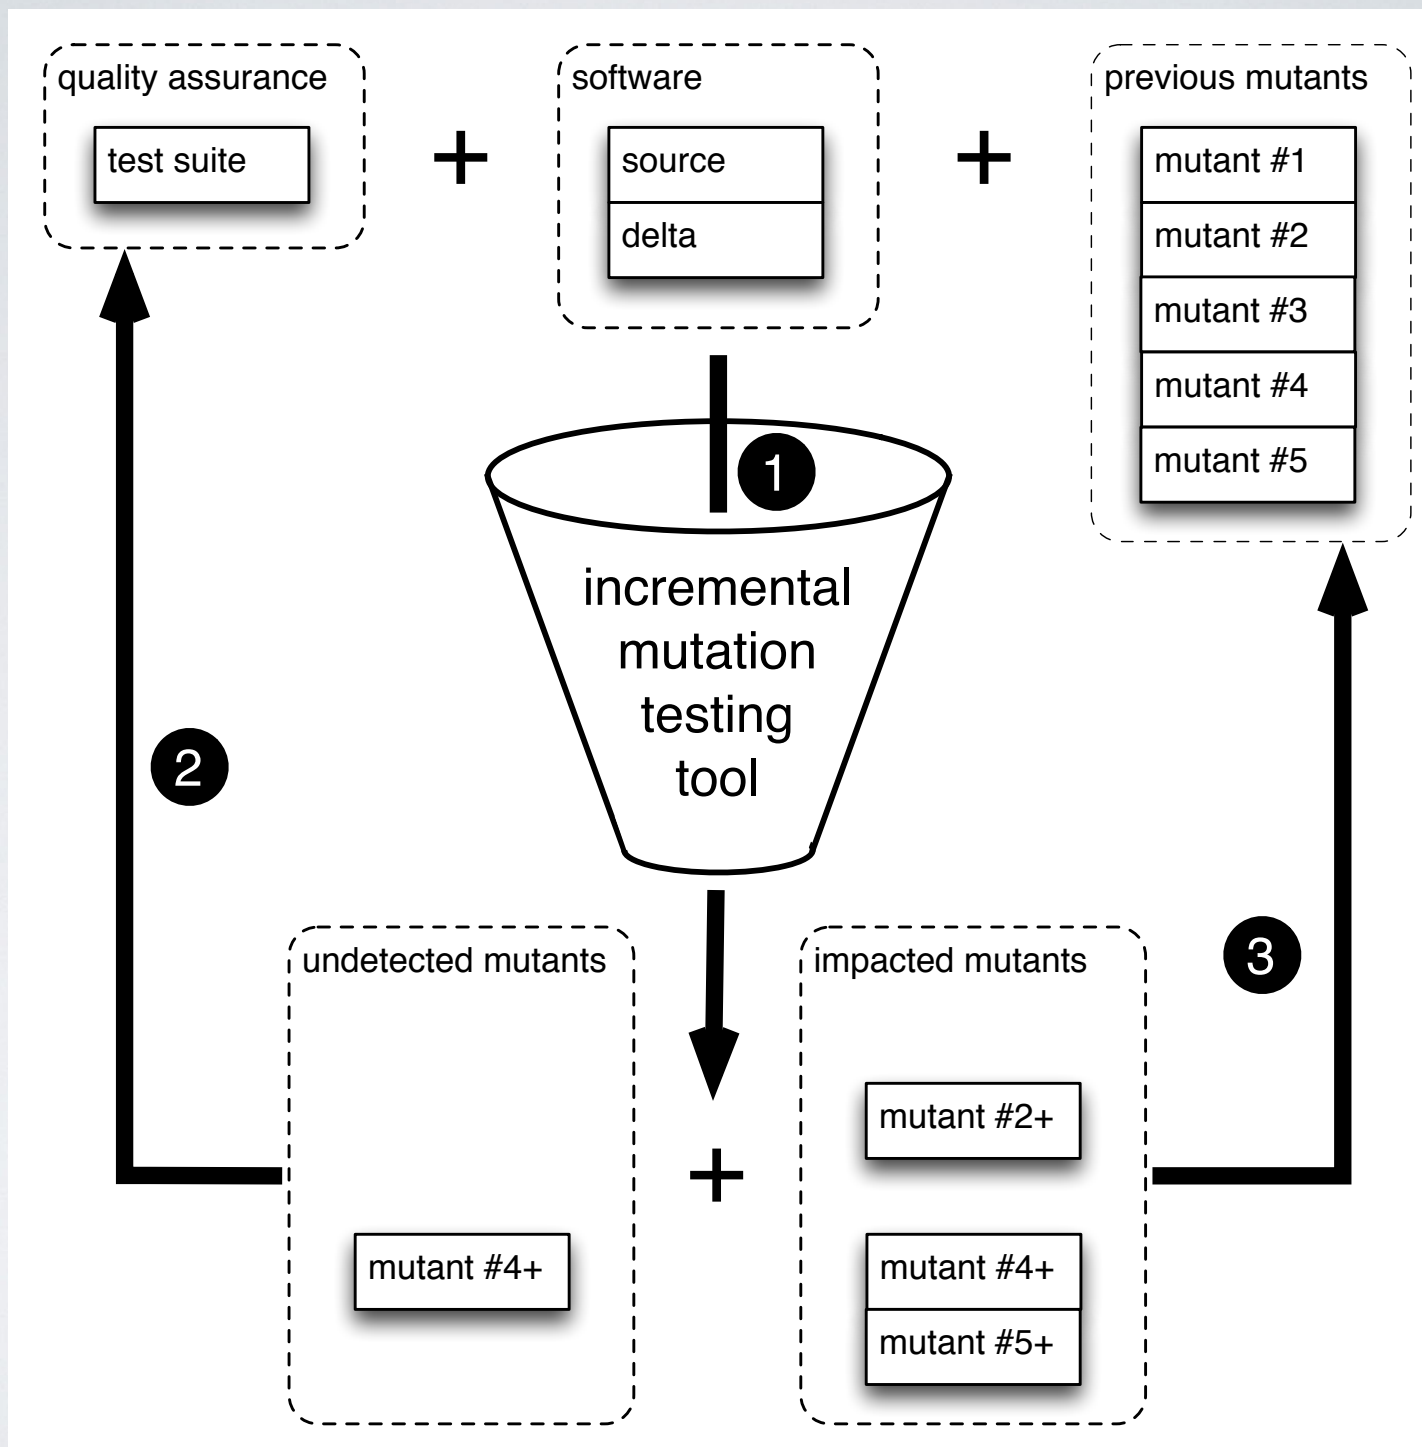 quality assurance
test suite
+
software
source
delta
+
previous mutants
mutant #1
mutant #2
mutant #3
mutant #4
mutant #5
1
incremental
mutation
testing
tool
2
3
undetected mutants
mutant #4+
+
impacted mutants
mutant #2+
mutant #4+
mutant #5+